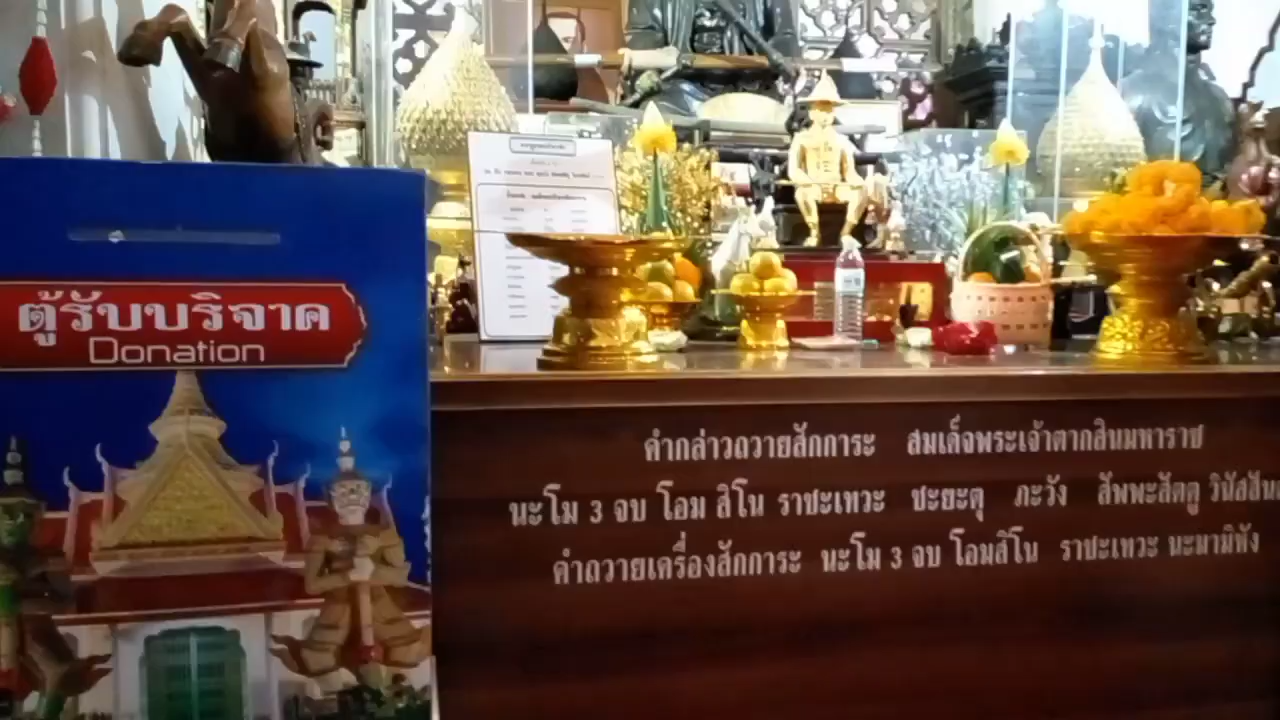 ตู้รับบริจาค
Donation
คำกล่าวถวายสักการะ สมเด็จพระเจ้าตากสินมหาราช
นะโม 3 จบ โอม สิโน ราชะเทวะ ชะยะตุ ภะวัง สัพพะสัตตู วินัสสัน
คำถวายเครื่องสักการะ นะโม 3 จบ โอมสิโน ราชะเทวะ นะมามิหัง